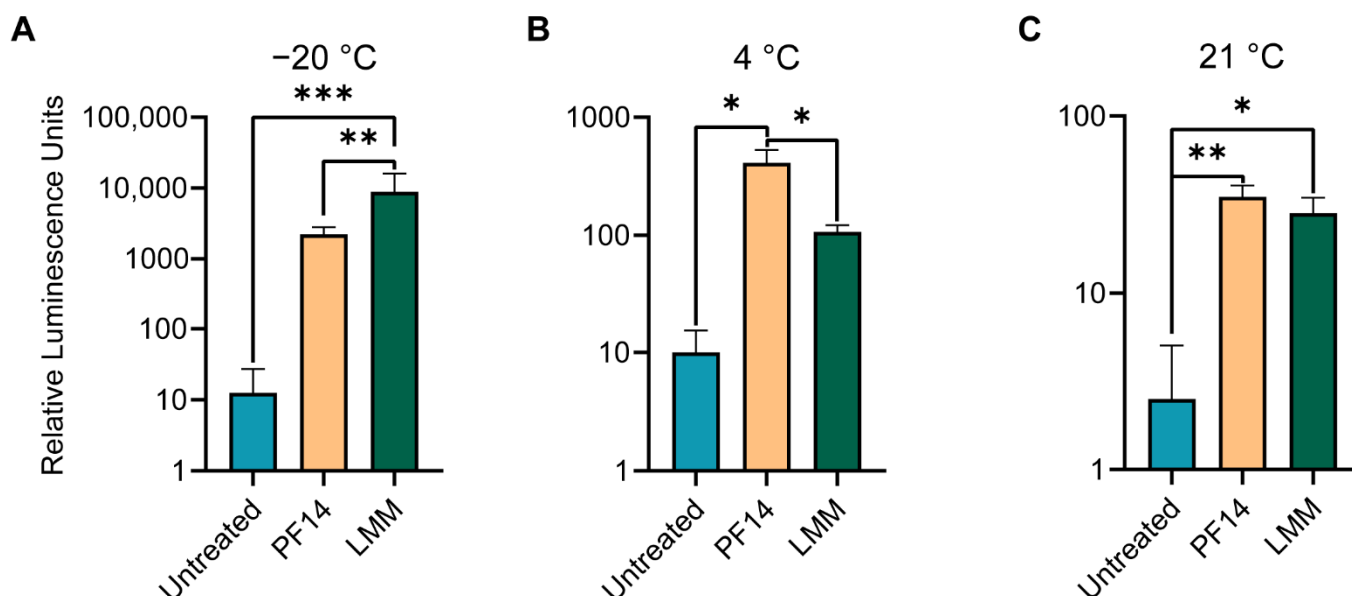 A
−20 °C
Relative Luminescence Units
100,000
10,000
1000
100
10
1
***
**
Untreated
PF14
LMM
B
4 °C
1000
100
10
1
*
*
Untreated
PF14
LMM
C
21 °C
100
10
1
*
**
Untreated
PF14
LMM